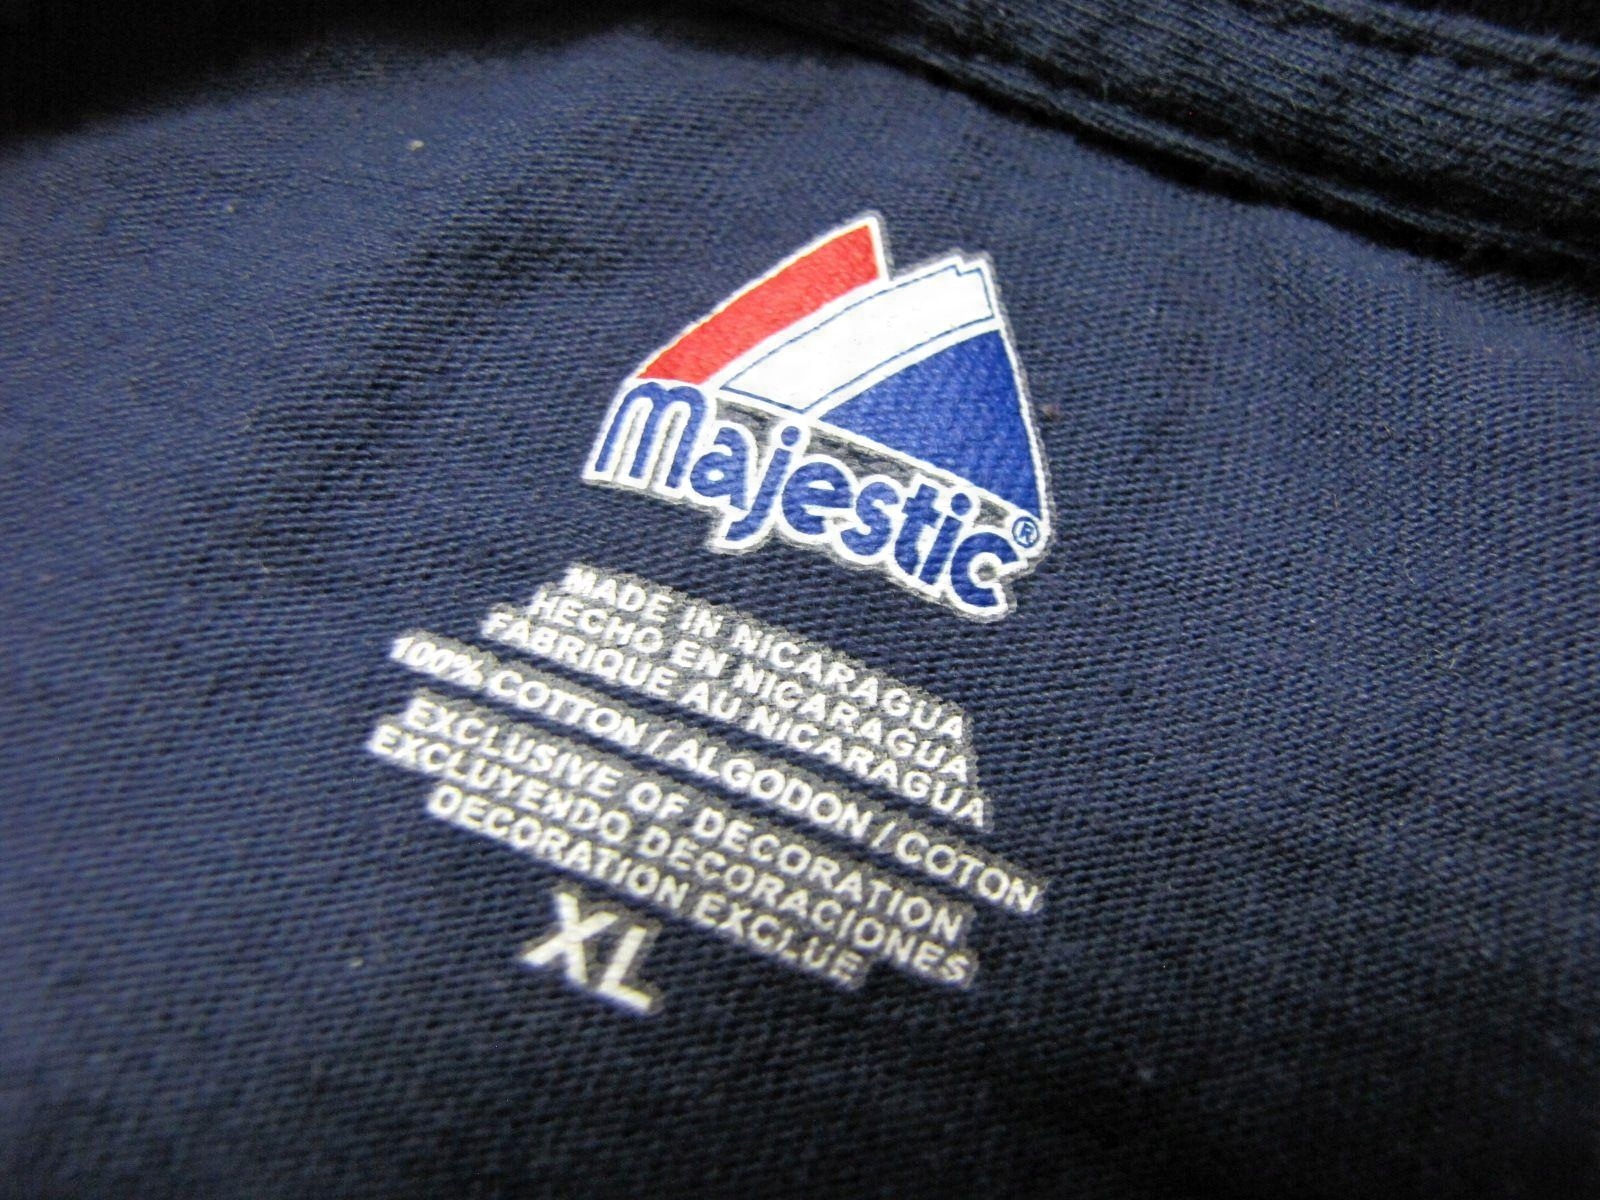 majestic®
MADE IN NICARAGUA
HECHO EN NICARAGUA
FABRIQUE AU NICARAGUA
100% COTTON / ALGODON / COTON
EXCLUSIVE OF DECORATION
EXCLUYENDO DECORACIONES
DECORATION EXCLUE
XL